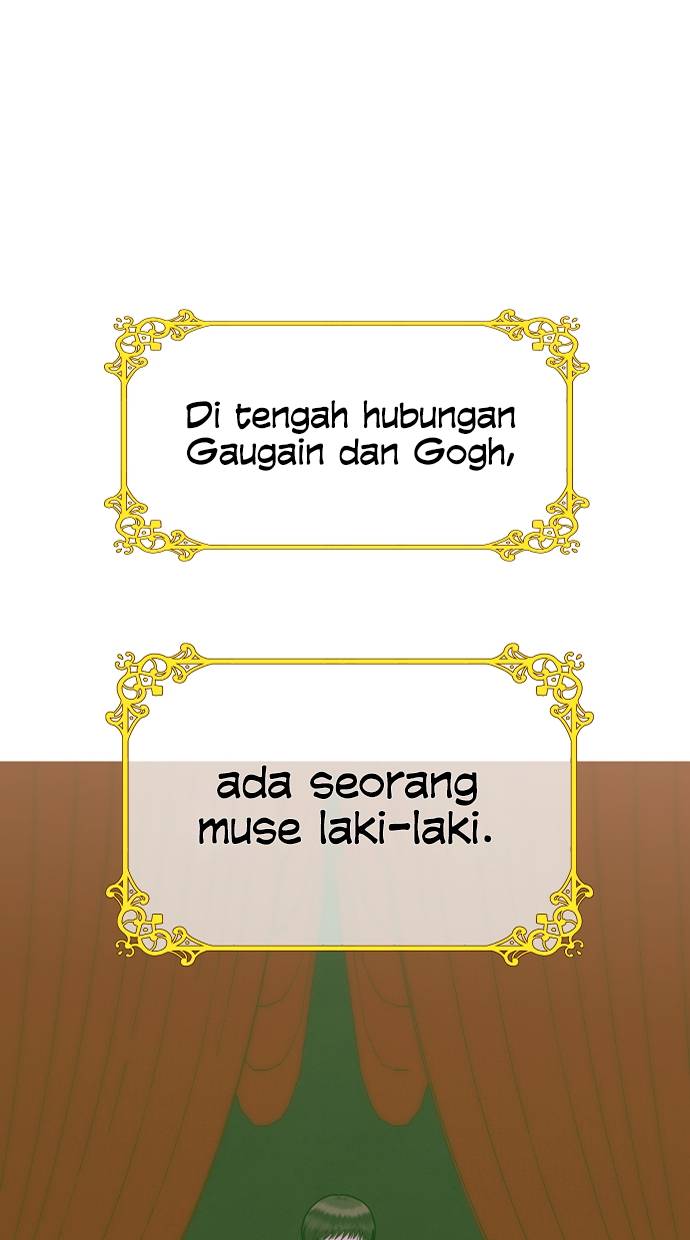 Di tengah hubungan
Gaugain dan Gogh,
ada seorang
muse laki-laki.